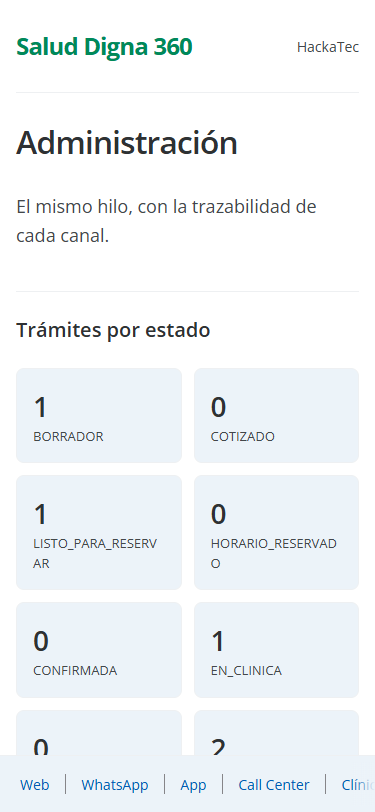 Salud Digna 360 HackaTec
Administración
El mismo hilo, con la trazabilidad de
cada canal.
Trámites por estado
1 0
BORRADOR COTIZADO
1 0
LISTO_PARA_RESERV HORARIO_RESERVAD
AR O
0 1
CONFIRMADA EN_CLINICA
0 2
Web WhatsApp App Call Center